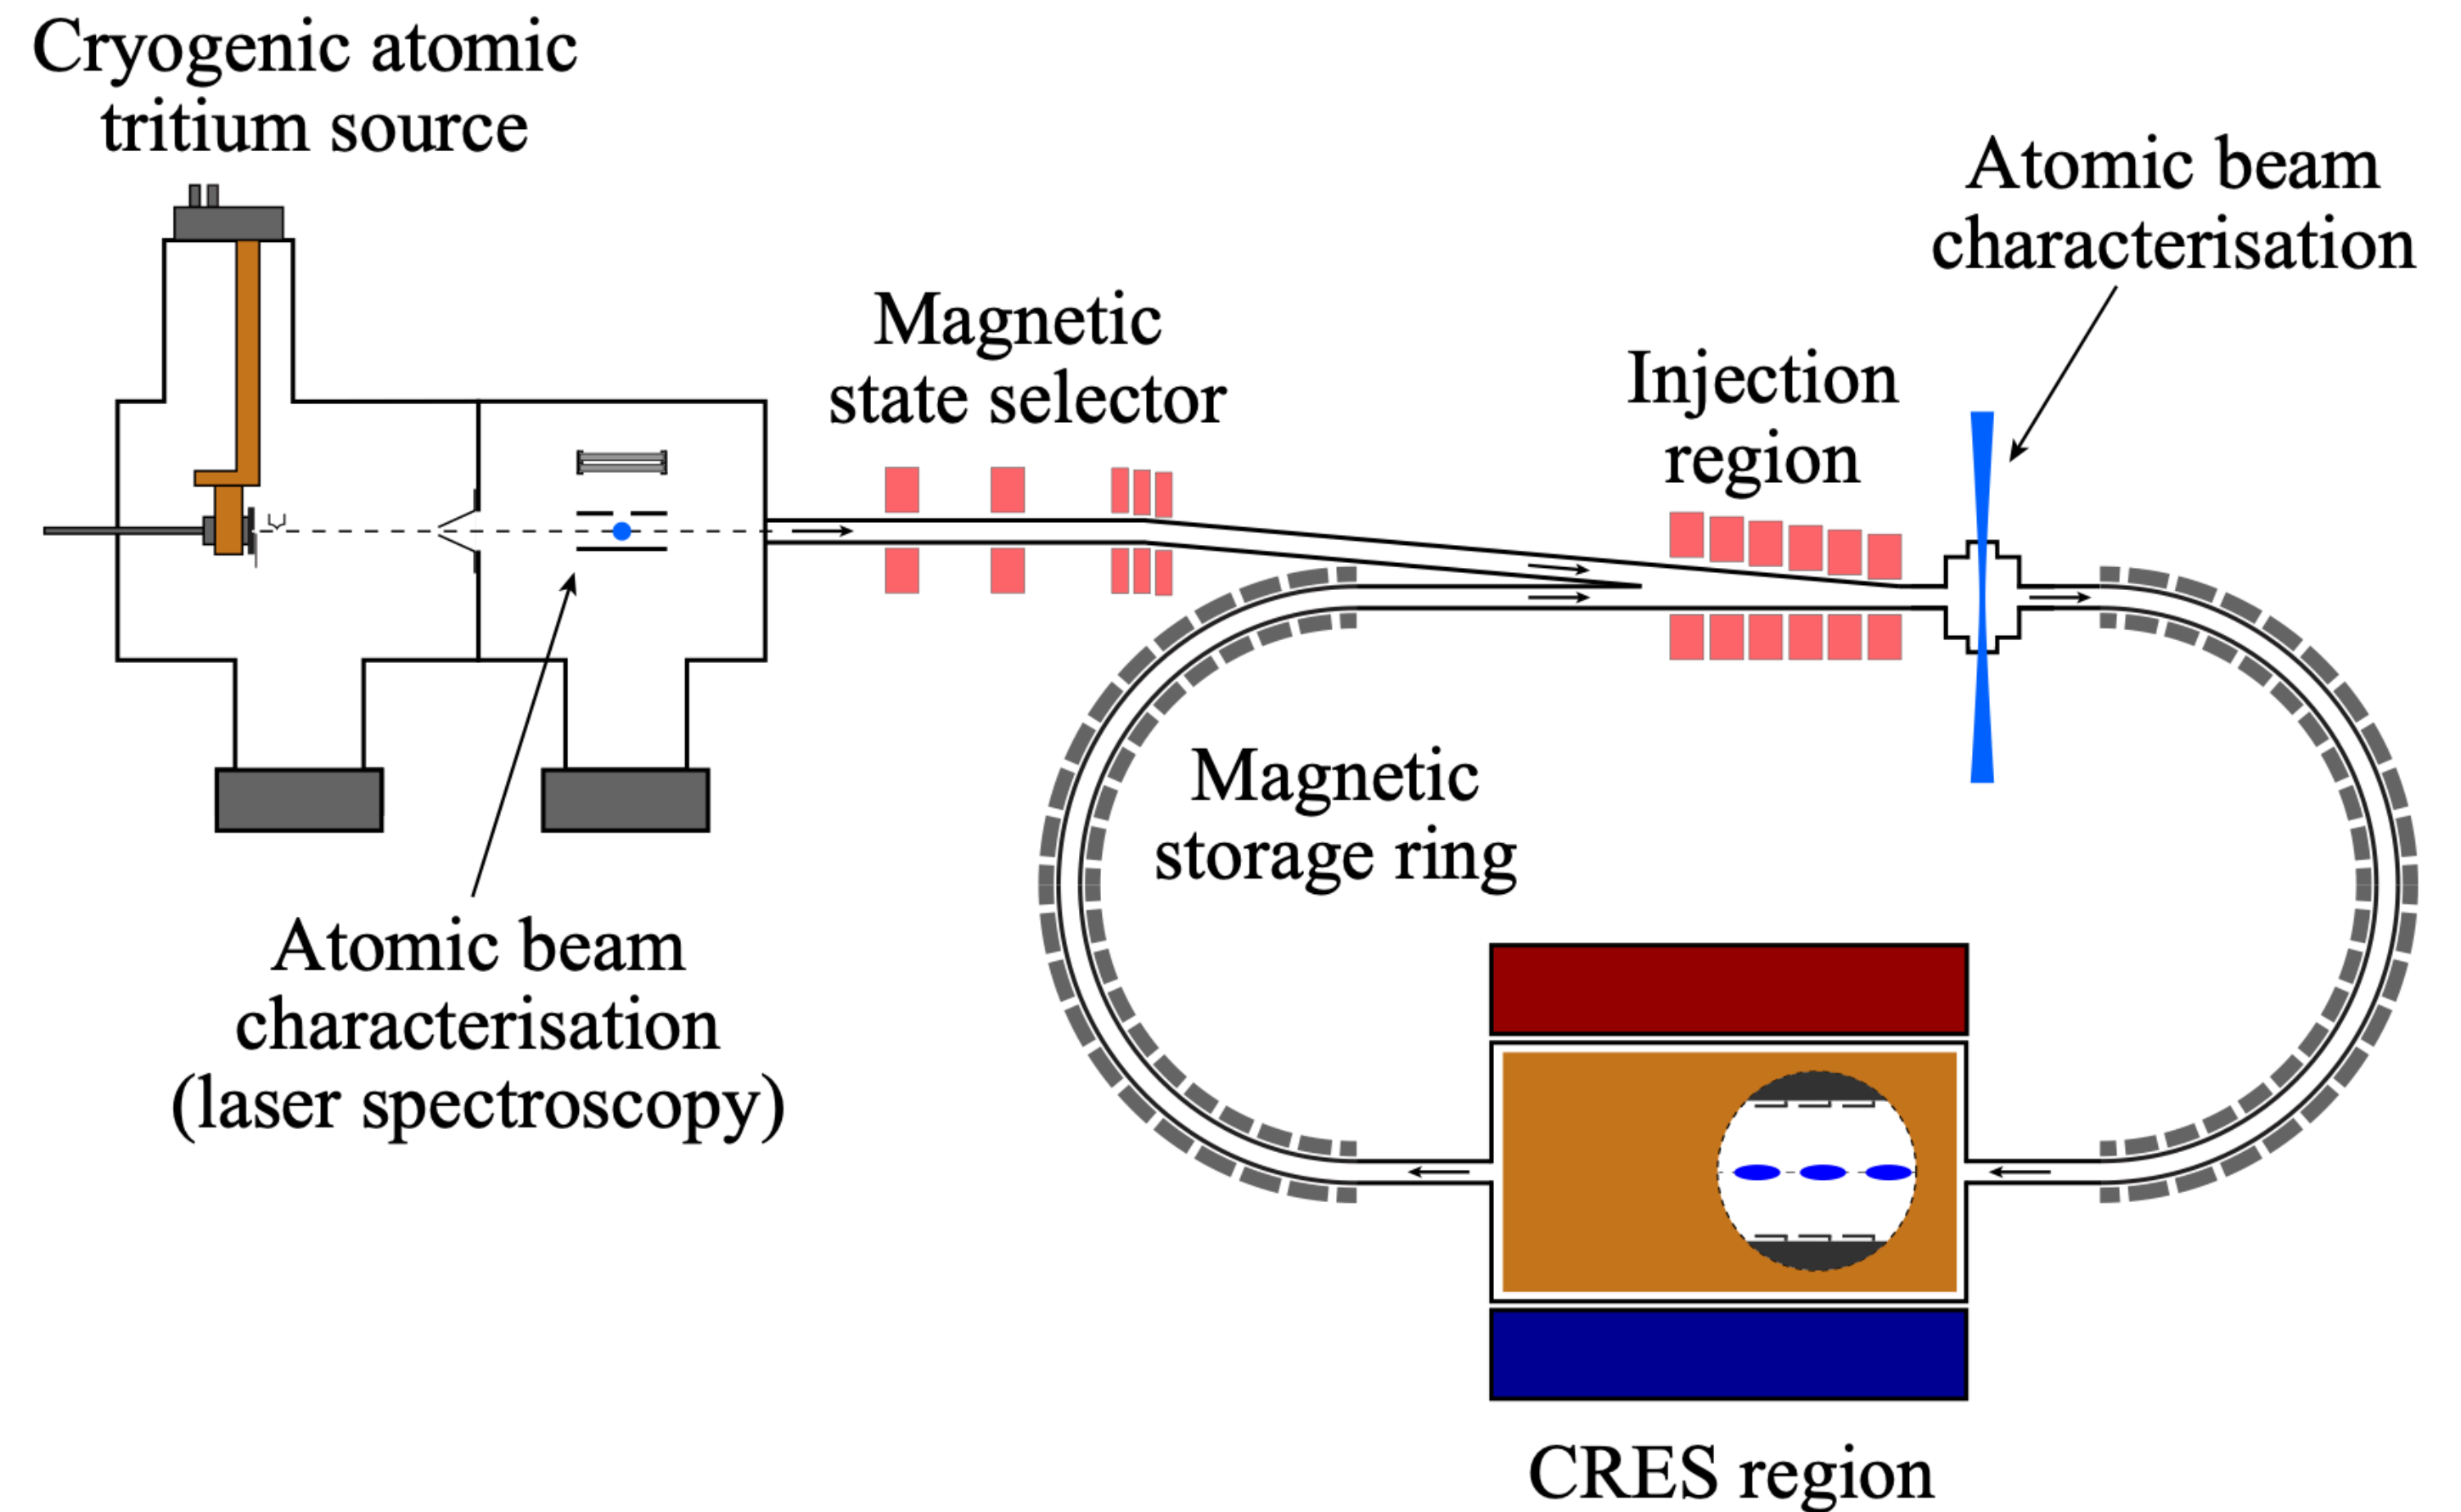 Cryogenic atomic
tritium source
Magnetic
state selector
Injection
region
Atomic beam
characterisation
Magnetic
storage ring
Atomic beam
characterisation
(laser spectroscopy)
CRES region